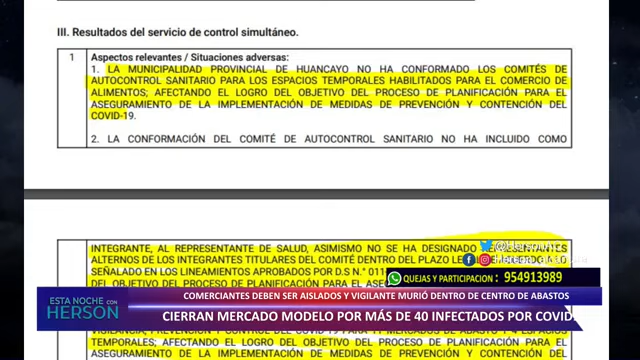 III. Resultados del servicio de control simultáneo.
1
Aspectos relevantes / Situaciones adversas:
1. LA MUNICIPALIDAD PROVINCIAL DE HUANCAYO NO HA CONFORMADO LOS COMITÉS DE
AUTOCONTROL SANITARIO PARA LOS ESPACIOS TEMPORALES HABILITADOS PARA EL COMERCIO DE
ALIMENTOS; AFECTANDO EL LOGRO DEL OBJETIVO DEL PROCESO DE PLANIFICACIÓN PARA EL
ASEGURAMIENTO DE LA IMPLEMENTACIÓN DE MEDIDAS DE PREVENCIÓN Y CONTENCIÓN DEL
COVID-19.
2. LA CONFORMACIÓN DEL COMITÉ DE AUTOCONTROL SANITARIO NO HA INCLUIDO COMO
INTEGRANTE, AL REPRESENTANTE DE SALUD, ASIMISMO NO SE HA DESIGNADO REPRESENTANTES
ALTERNOS DE LOS INTEGRANTES TITULARES DEL COMITÉ DENTRO DEL PLAZO
SEÑALADO EN LOS LINEAMIENTOS APROBADOS POR D.S N° 011
DEL OBJETIVO DEL PROCESO DE PLANIFICACIÓN PARA EL
QUEJAS Y PARTICIPACION : 954913989
ESTA NOCHE CON
HERSON
COMERCIANTES DEBEN SER AISLADOS Y VIGILANTE MURIÓ DENTRO DE CENTRO DE ABASTOS
CIERRAN MERCADO MODELO POR MÁS DE 40 INFECTADOS POR COVID
TEMPORALES; AFECTANDO EL LOGRO DEL OBJETIVO DEL PROCESO DE PLANIFICACIÓN PARA EL
ASEGURAMIENTO DE LA IMPLEMENTACIÓN DE MEDIDAS DE PREVENCIÓN Y CONTENCIÓN DEL